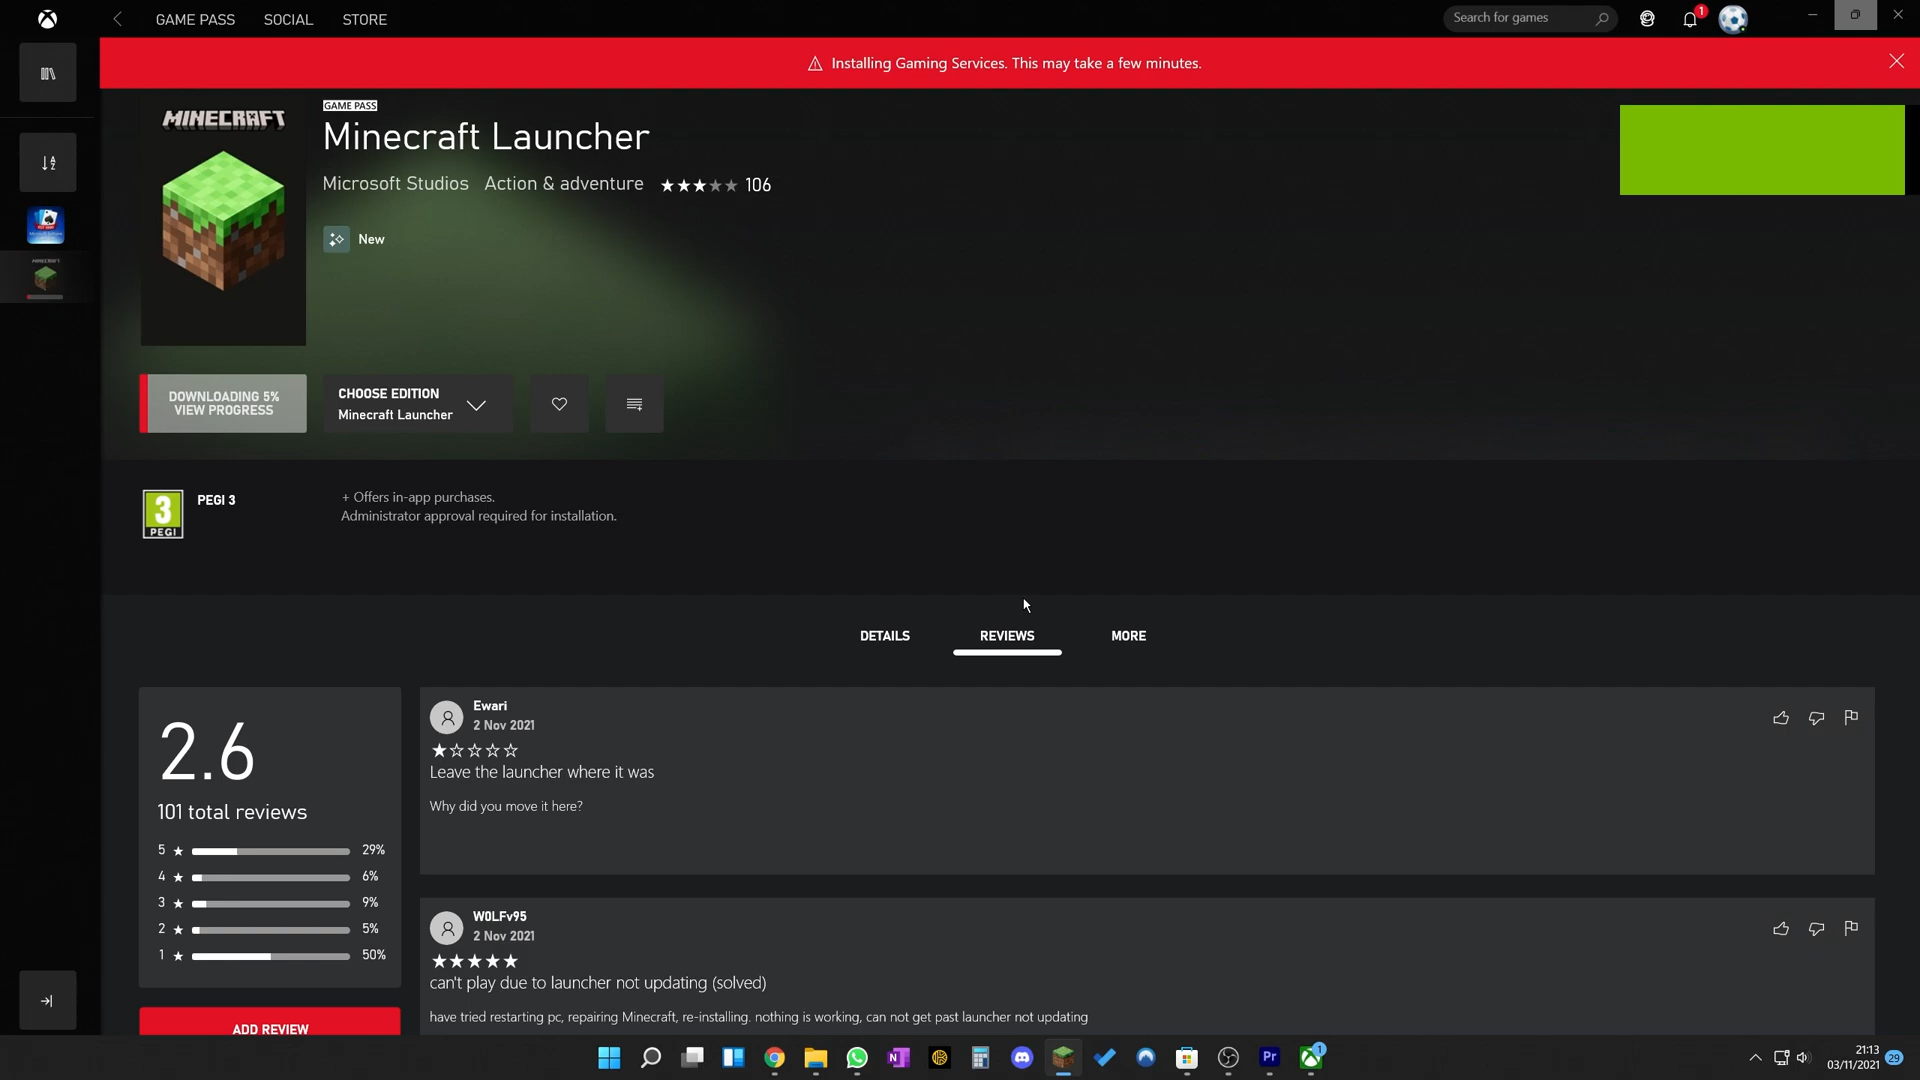 GAME PASS
SOCIAL
STORE
Search for games
1
Installing Gaming Services. This may take a few minutes.
MINECRAFT
GAME PASS
Minecraft Launcher
Microsoft Studios Action & adventure 106
New
DOWNLOADING 5%
VIEW PROGRESS
CHOOSE EDITION
Minecraft Launcher
3
PEGI
PEGI 3
+ Offers in-app purchases.
Administrator approval required for installation.
DETAILS
REVIEWS
MORE
2.6
101 total reviews
5 ★ 29%
4 ★ 6%
3 ★ 9%
2 ★ 5%
1 ★ 50%
ADD REVIEW
Ewari
2 Nov 2021
Leave the launcher where it was
Why did you move it here?
W0LFv95
2 Nov 2021
can't play due to launcher not updating (solved)
have tried restarting pc, repairing Minecraft, re-installing. nothing is working, can not get past launcher not updating
N
Pr
1
21:13
03/11/2021
29